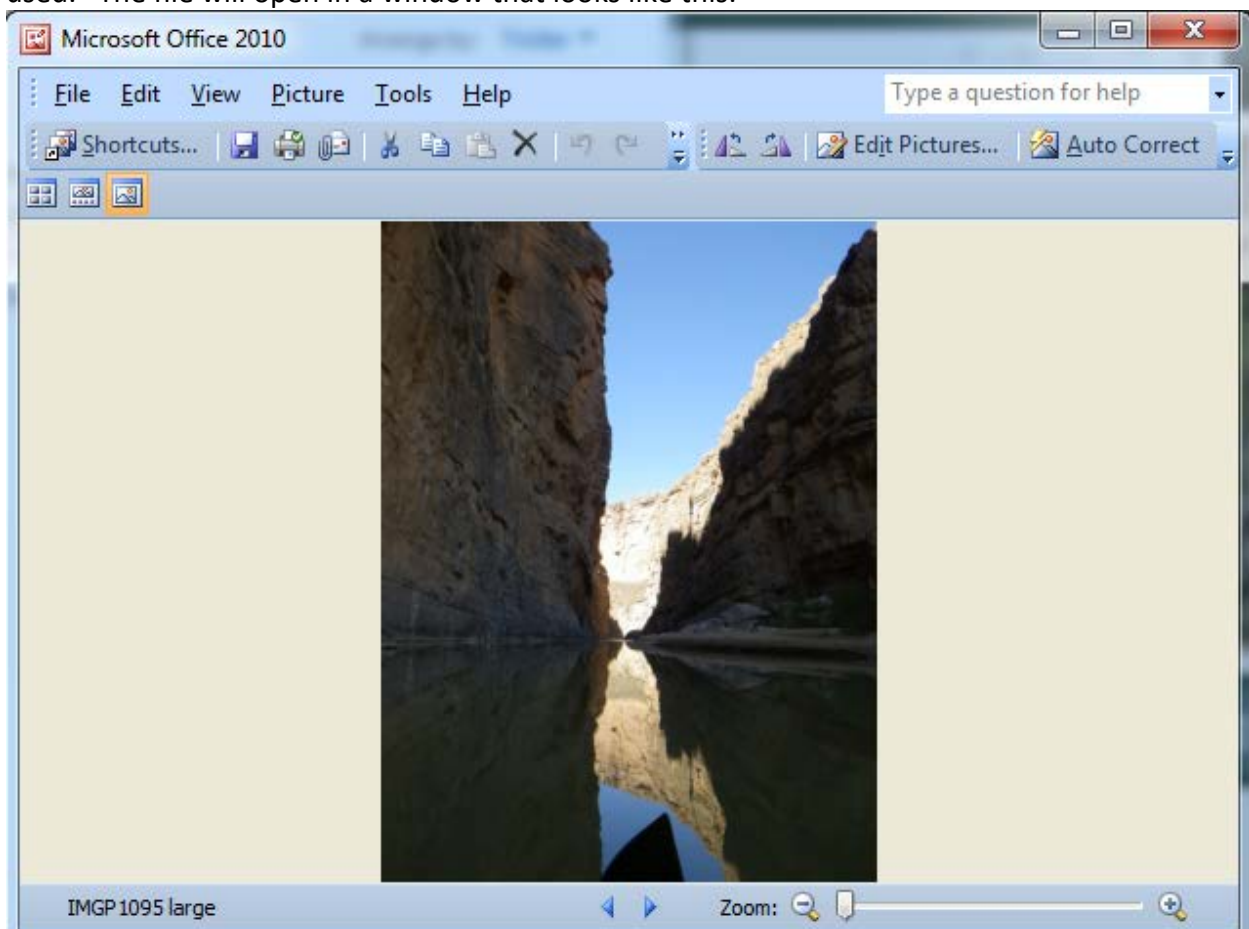 used. The file will open in a window that looks like this:
Microsoft Office 2010
File Edit View Picture Tools Help Type a question for help
Shortcuts... Edit Pictures... Auto Correct
IMGP1095 large Zoom: